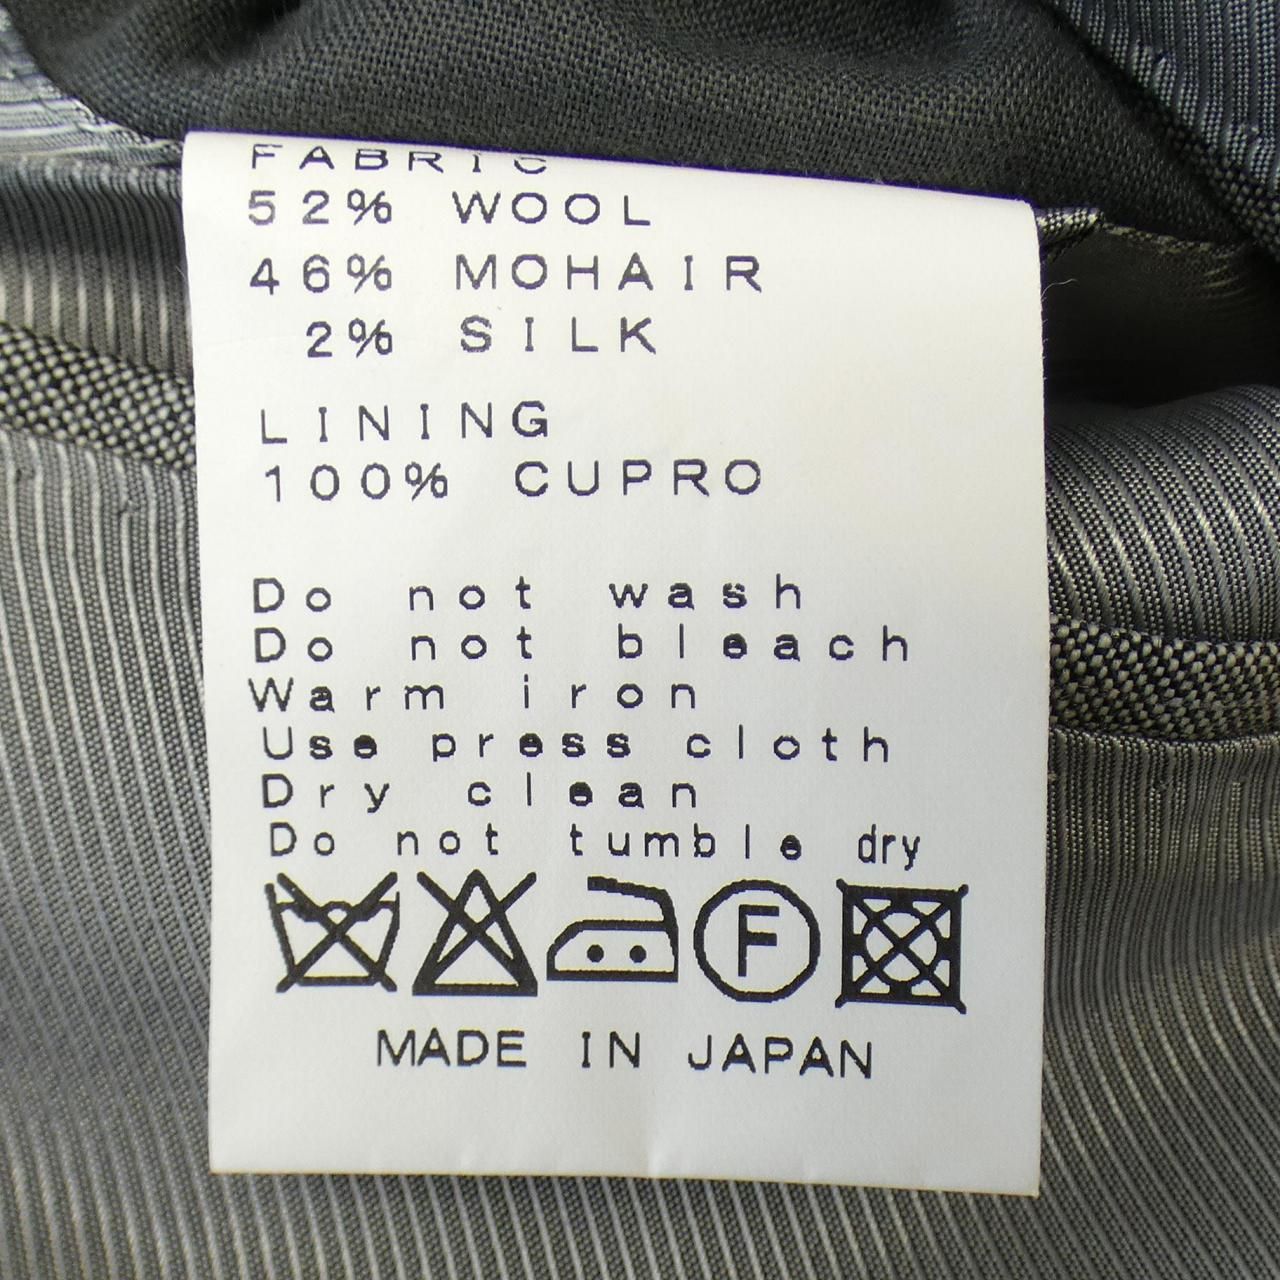 FABRIC
52% WOOL
46% MOHAIR
2% SILK
LINING
100% CUPRO
Do not wash
Do not bleach
Warm iron
Use press cloth
Dry clean
Do not tumble dry
F
MADE IN JAPAN